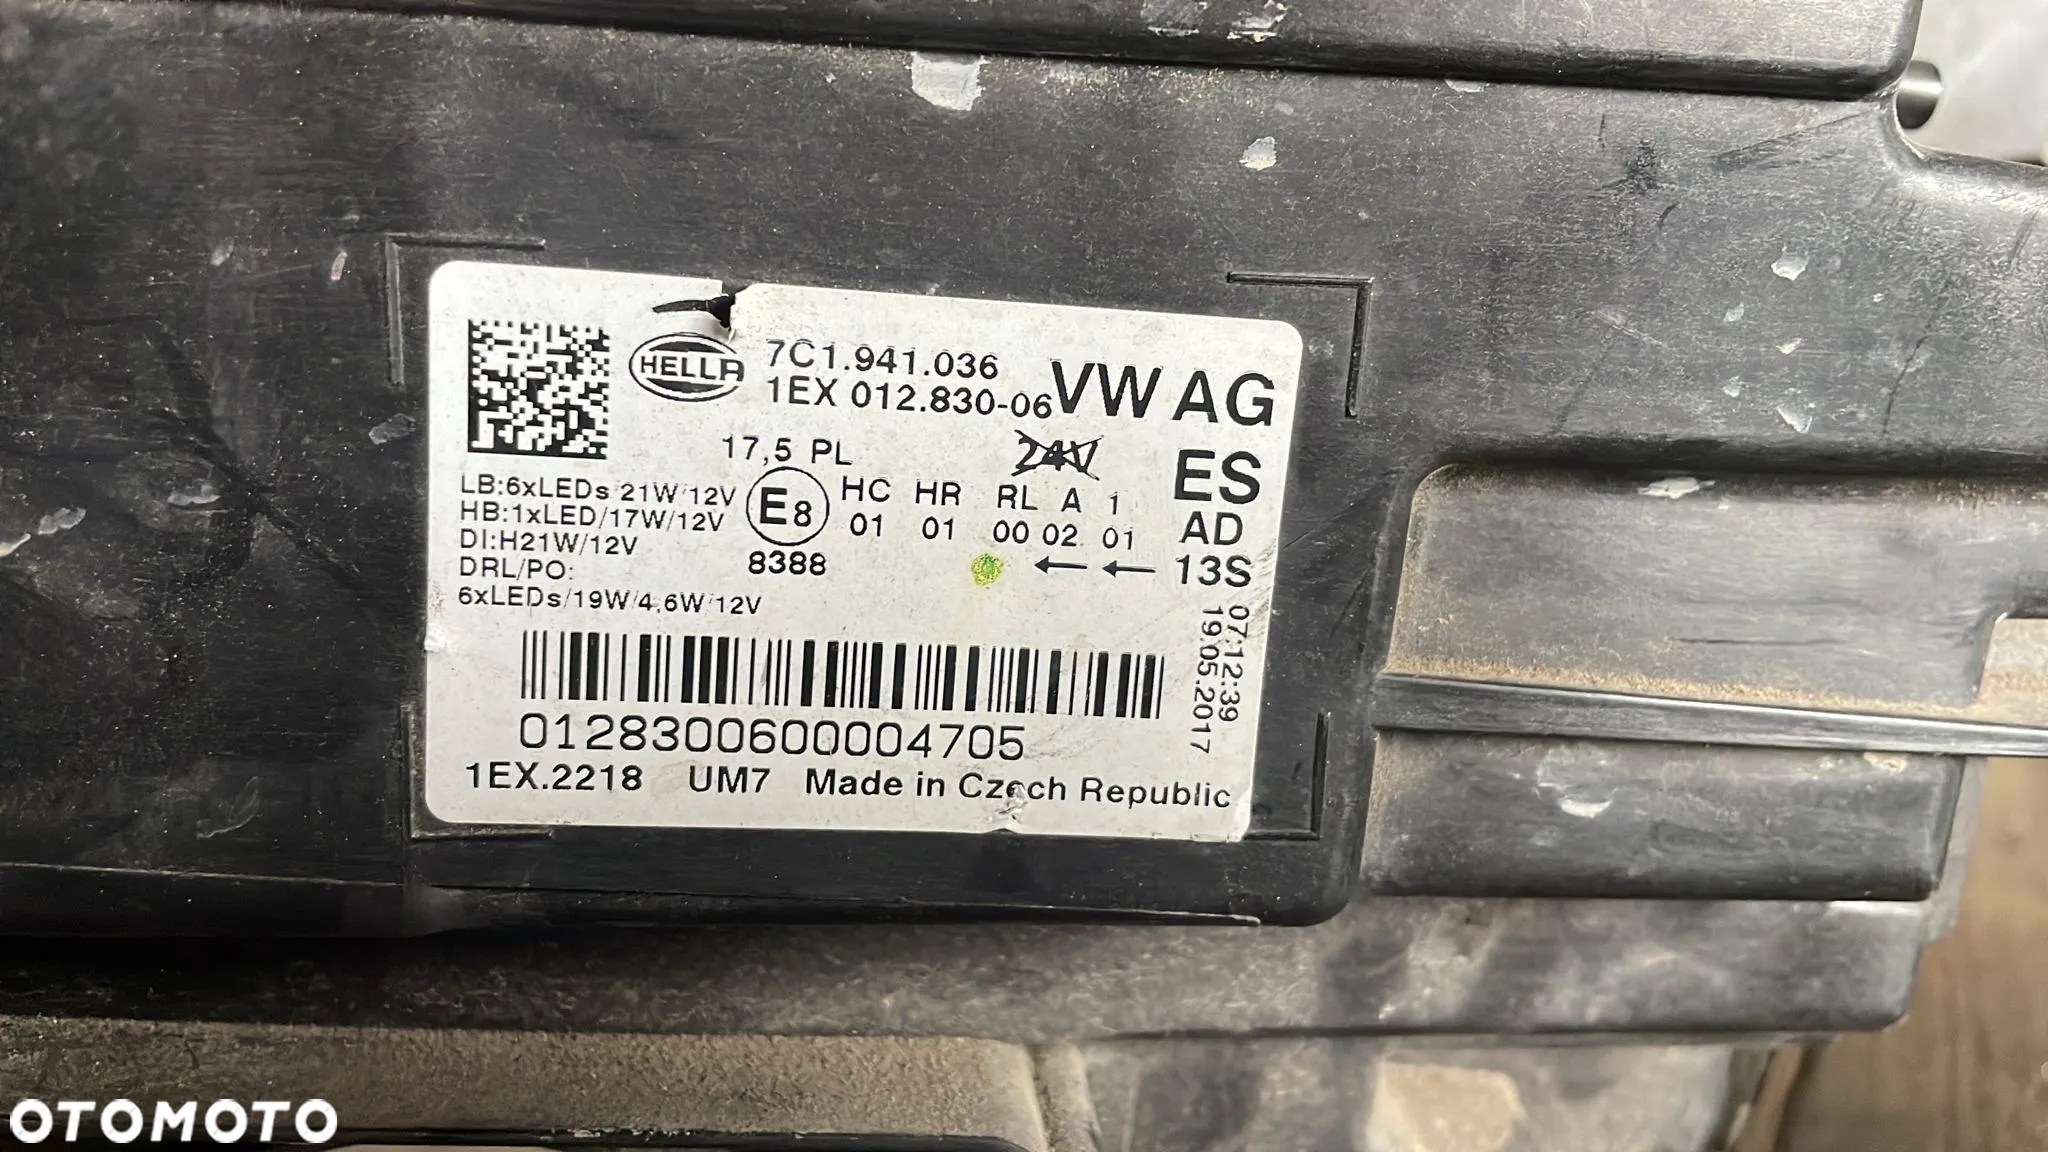 HELLA
7C1.941.036
1EX 012.830-06
VW AG
17,5 PL
24V
ES
LB:6xLEDs/21W/12V
HB:1xLED/17W/12V
DI:H21W/12V
DRL/PO:
6xLEDs/19W/4,6W/12V
E8
8388
HC HR RL A 1
01 01 00 02 01
AD
← ← 13S
07:12:39
19.05.2017
01283006000004705
1EX.2218 UM7 Made in Czech Republic
OTOMOTO